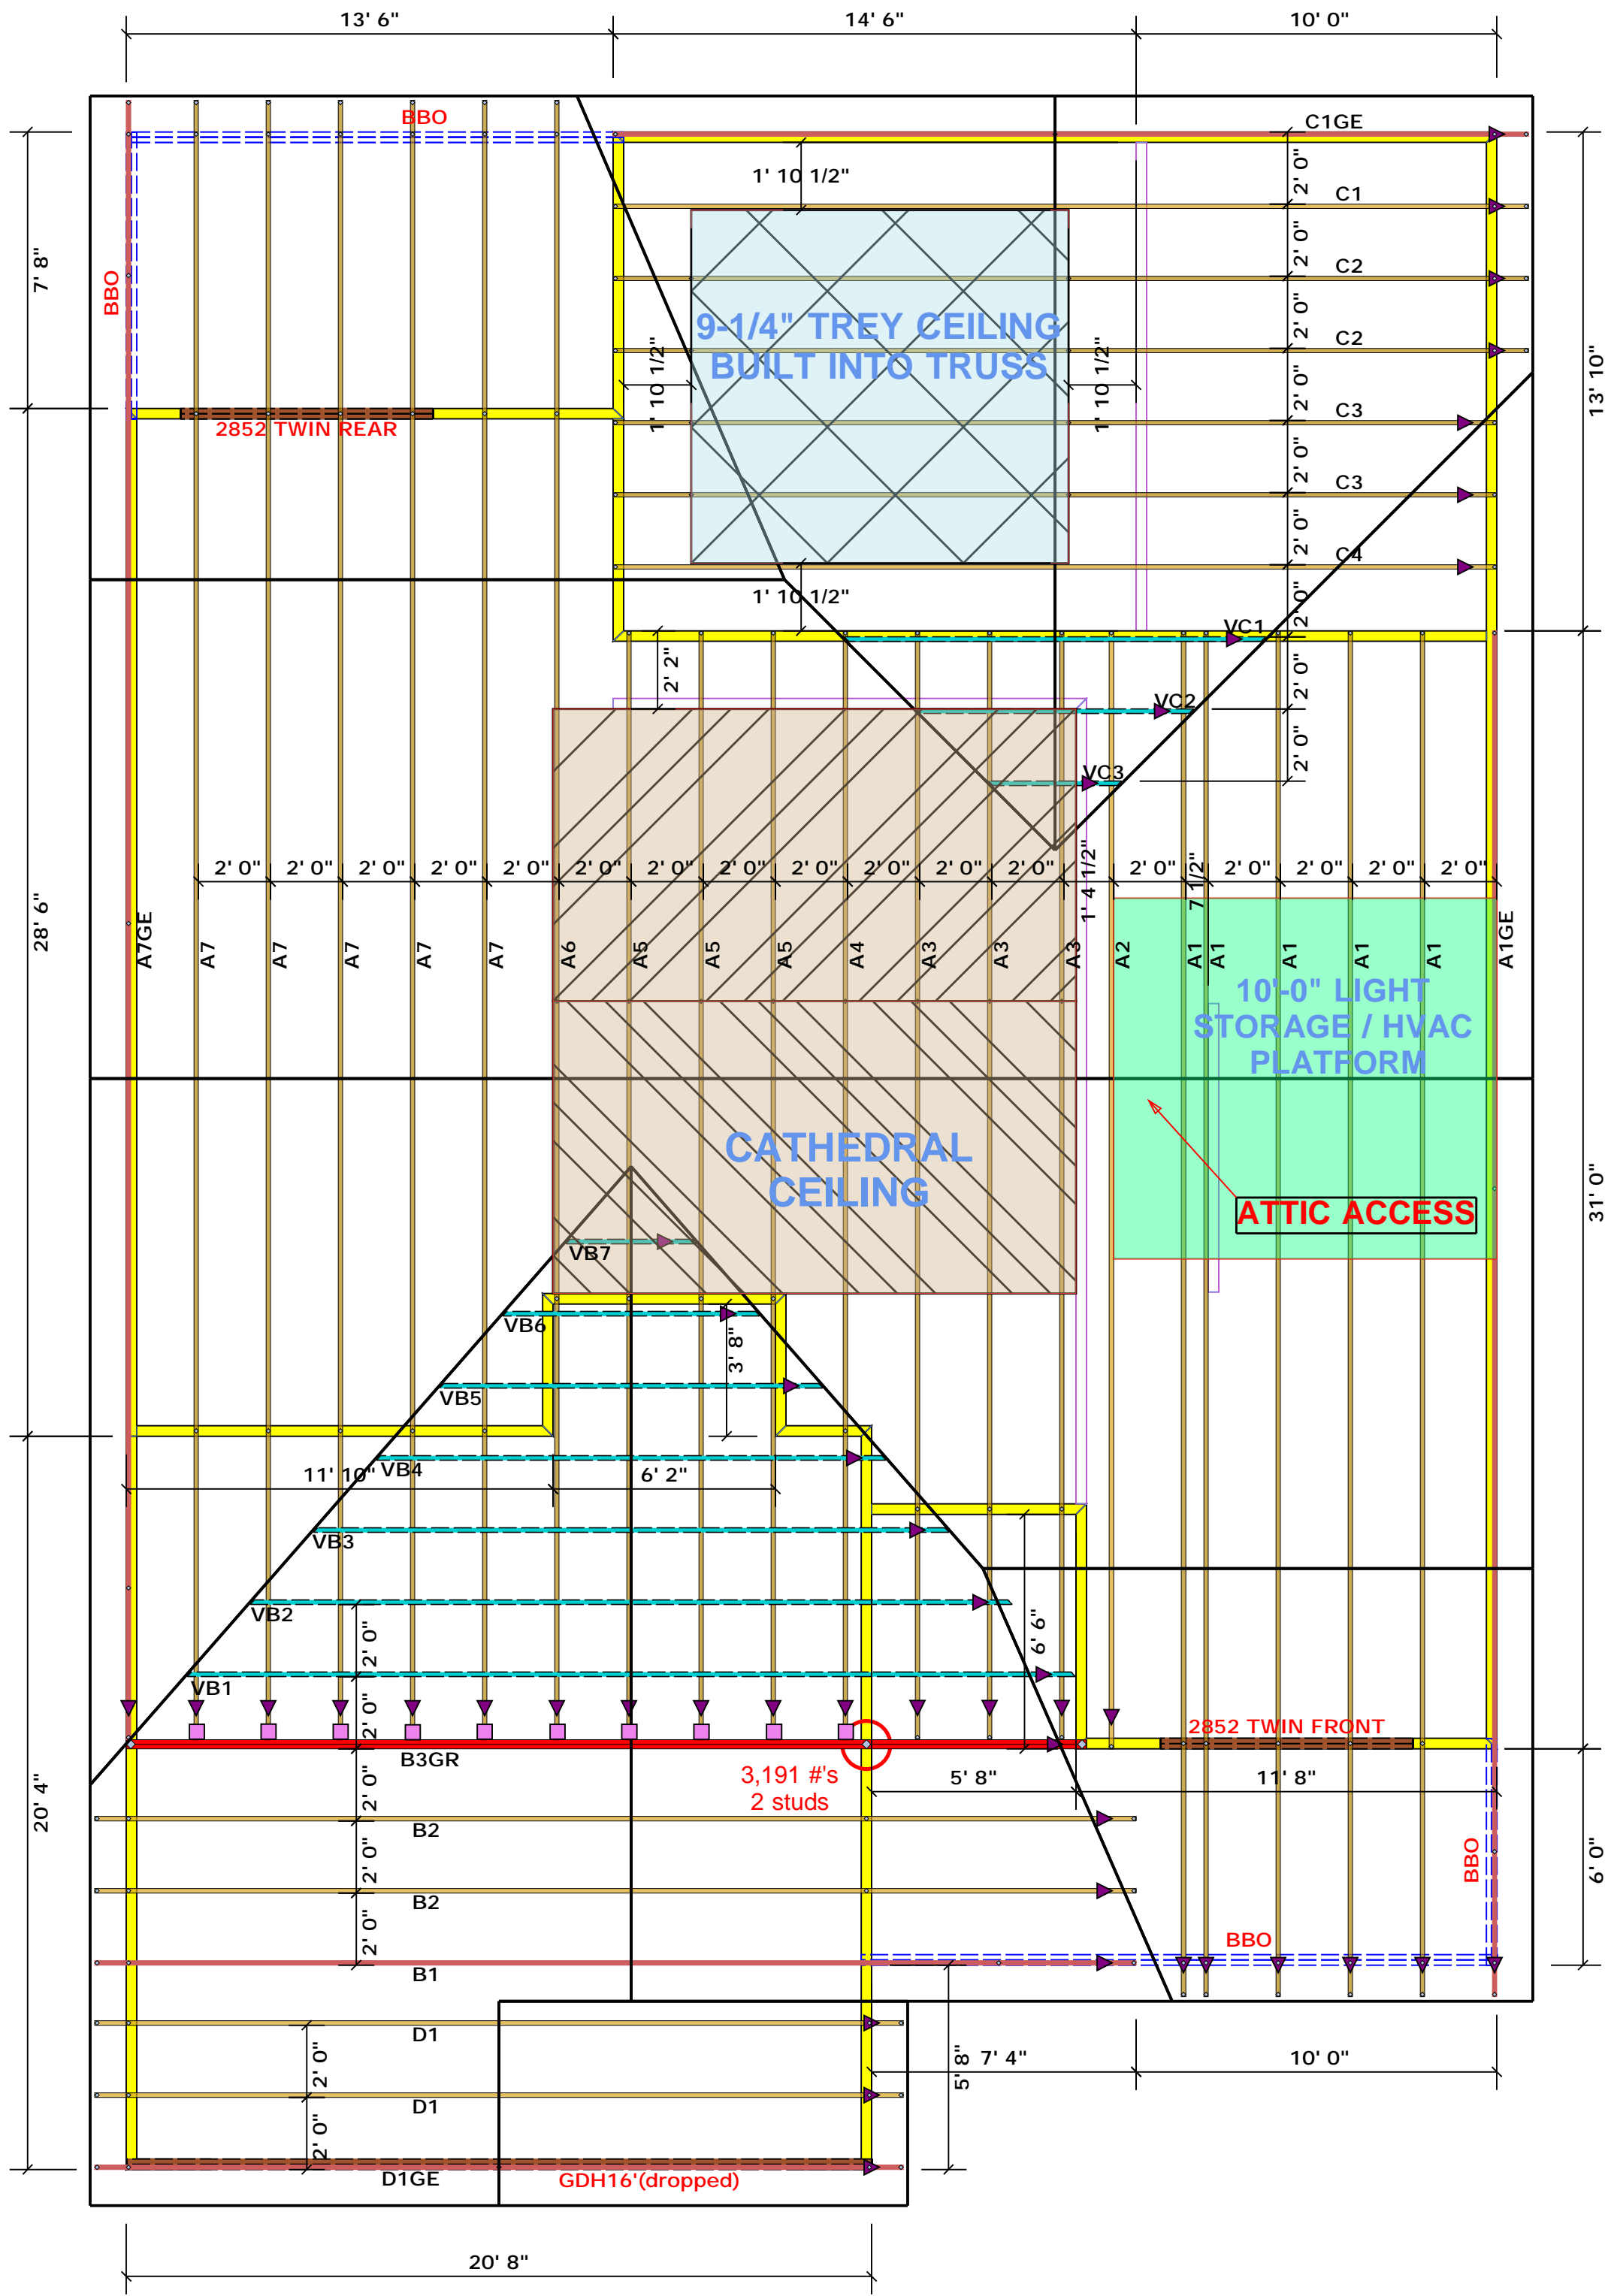 13' 6"
14' 6"
10' 0"
BBO
C1GE
2' 0"
1' 10 1/2"
C1
2' 0"
7' 8"
BBO
C2
2' 0"
9-1/4" TREY CEILING
BUILT INTO TRUSS
C2
1' 10 1/2"
1' 10 1/2"
2' 0"
13' 10"
2852 TWIN REAR
C3
2' 0"
C3
2' 0"
C4
1' 10 1/2"
2' 0"
VC1
2' 2"
2' 0"
VC2
2' 0"
VC3
2' 0"
2' 0"
2' 0"
2' 0"
2' 0"
2' 0"
2' 0"
2' 0"
2' 0"
2' 0"
2' 0"
2' 0"
1' 4 1/2"
2' 0"
7 1/2"
2' 0"
2' 0"
2' 0"
2' 0"
28' 6"
A7GE
A7
A7
A7
A7
A7
A6
A5
A5
A5
A4
A3
A3
A3
A2
A1
A1
A1
A1
A1
A1GE
10'-0" LIGHT
STORAGE / HVAC
PLATFORM
CATHEDRAL
CEILING
ATTIC ACCESS
31' 0"
VB7
VB6
3' 8"
VB5
VB4
11' 10"
6' 2"
VB3
VB2
2' 0"
6' 6"
VB1
2' 0"
2852 TWIN FRONT
B3GR
3,191 #'s
2 studs
5' 8"
11' 8"
2' 0"
B2
20' 4"
2' 0"
BBO
6' 0"
B2
2' 0"
BBO
B1
D1
2' 0"
5' 8"
7' 4"
10' 0"
D1
2' 0"
D1GE
GDH16'(dropped)
20' 8"